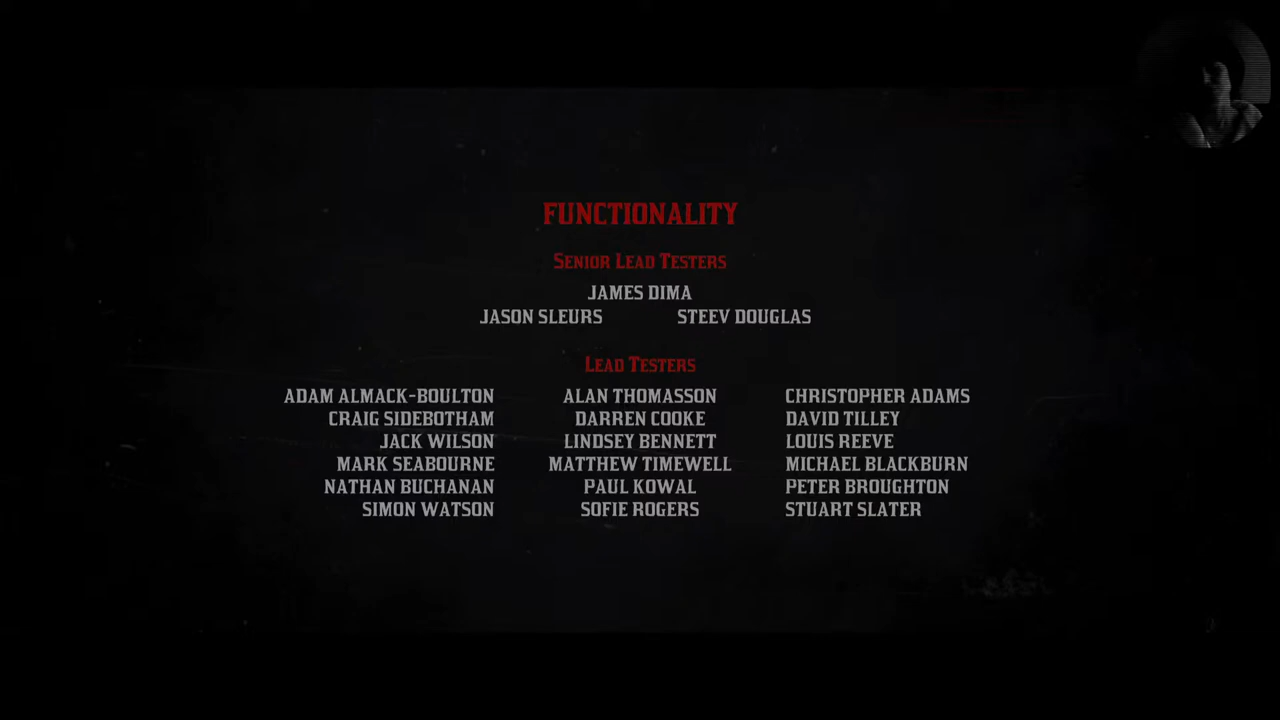 FUNCTIONALITY
SENIOR LEAD TESTERS
JAMES DIMA
JASON SLEURS STEEV DOUGLAS
LEAD TESTERS
ADAM ALMACK-BOULTON ALAN THOMASSON CHRISTOPHER ADAMS
CRAIG SIDEBOTHAM DARREN COOKE DAVID TILLEY
JACK WILSON LINDSEY BENNETT LOUIS REEVE
MARK SEABOURNE MATTHEW TIMEWELL MICHAEL BLACKBURN
NATHAN BUCHANAN PAUL KOWAL PETER BROUGHTON
SIMON WATSON SOFIE ROGERS STUART SLATER